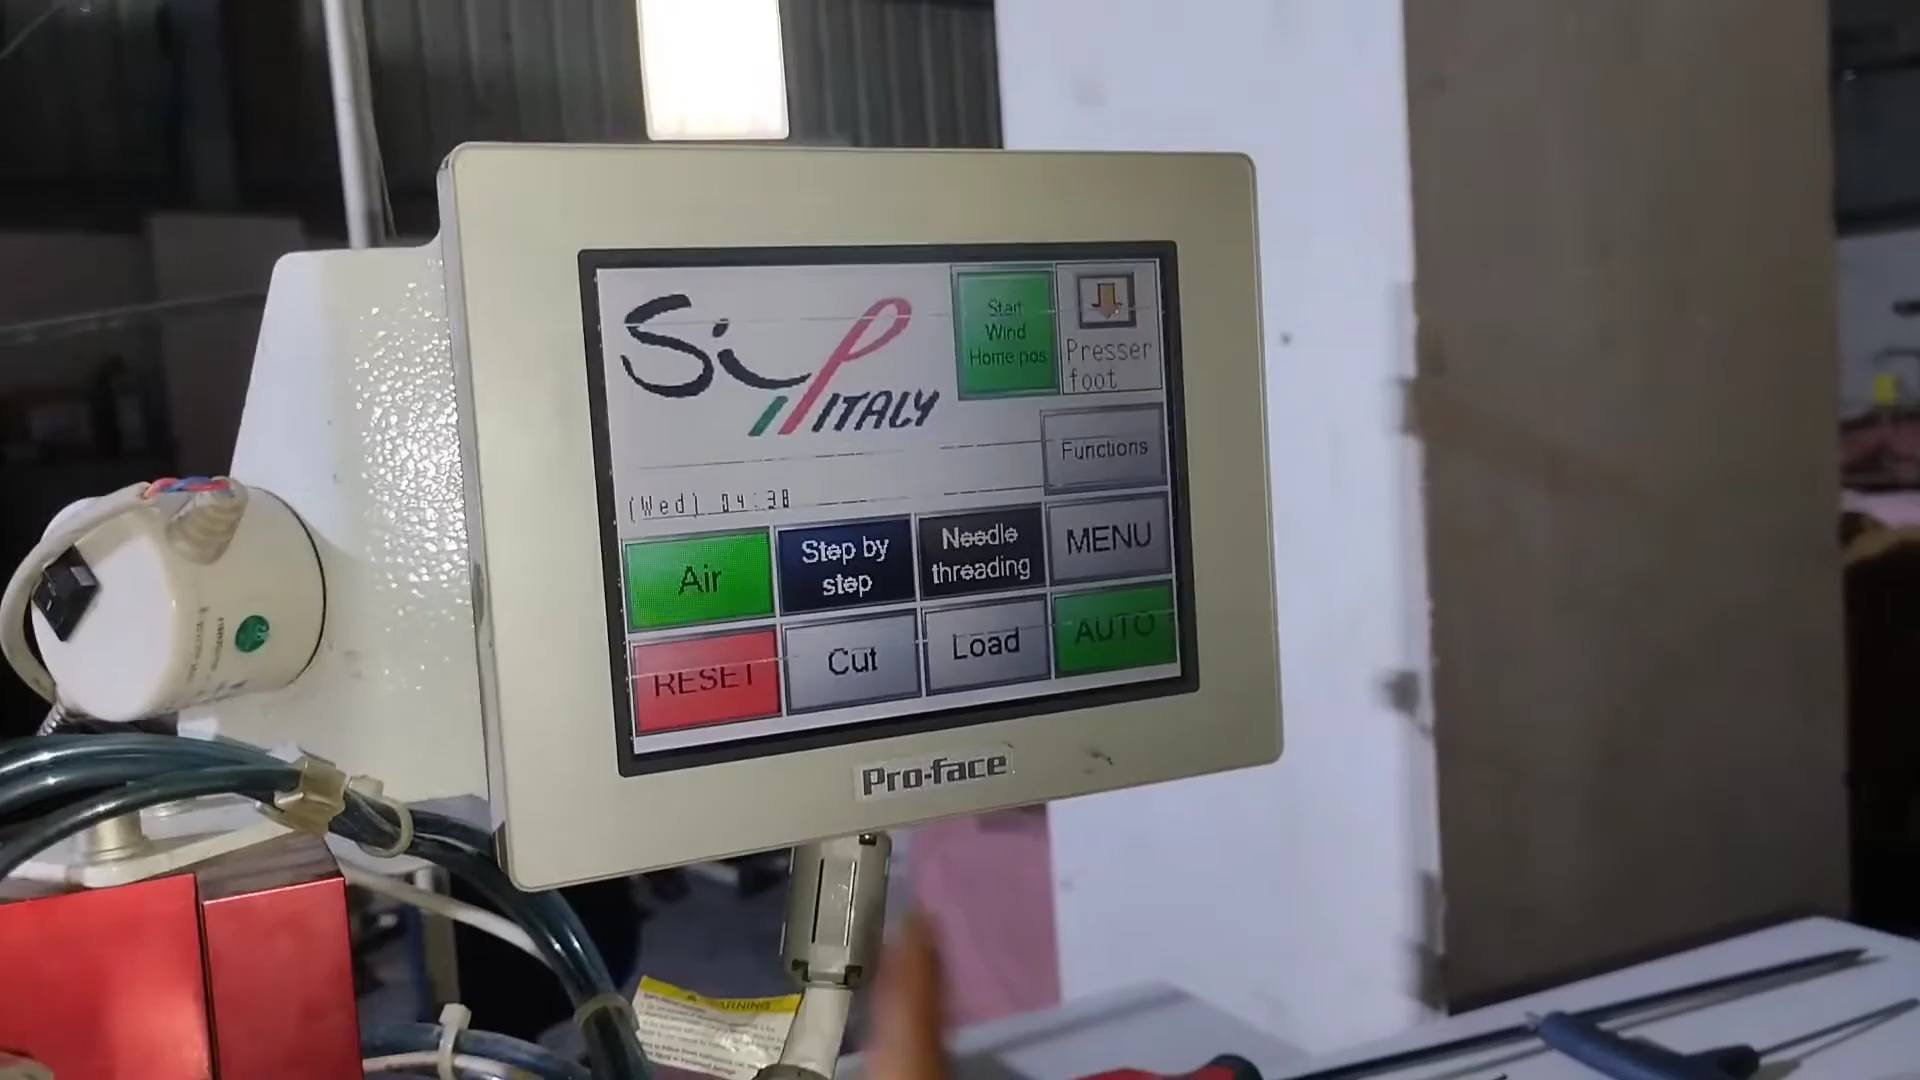 Sip ITALY
Start
Wind
Home pos
Presser
foot
Functions
(Wed) 04:38
Air
Step by
step
Needle
threading
MENU
RESET
Cut
Load
AUTO
Pro-face
WARNING